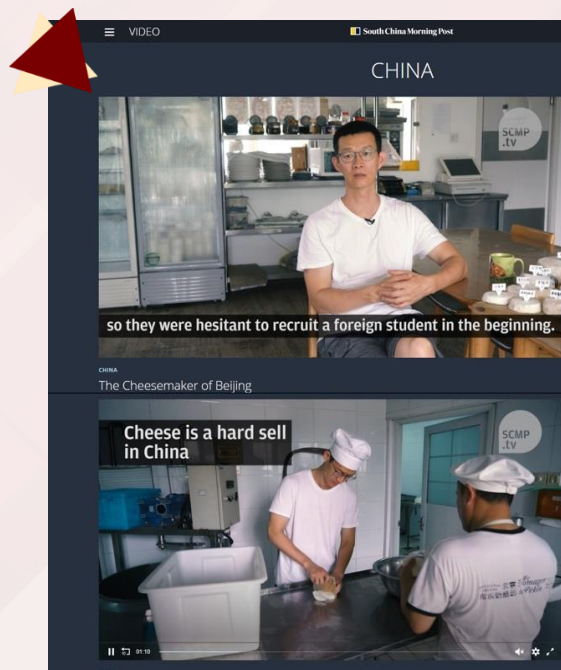 VIDEO
South China Morning Post
CHINA
SCMP
.tv
so they were hesitant to recruit a foreign student in the beginning.
CHINA
The Cheesemaker of Beijing
Cheese is a hard sell
in China
SCMP
.tv
01:10